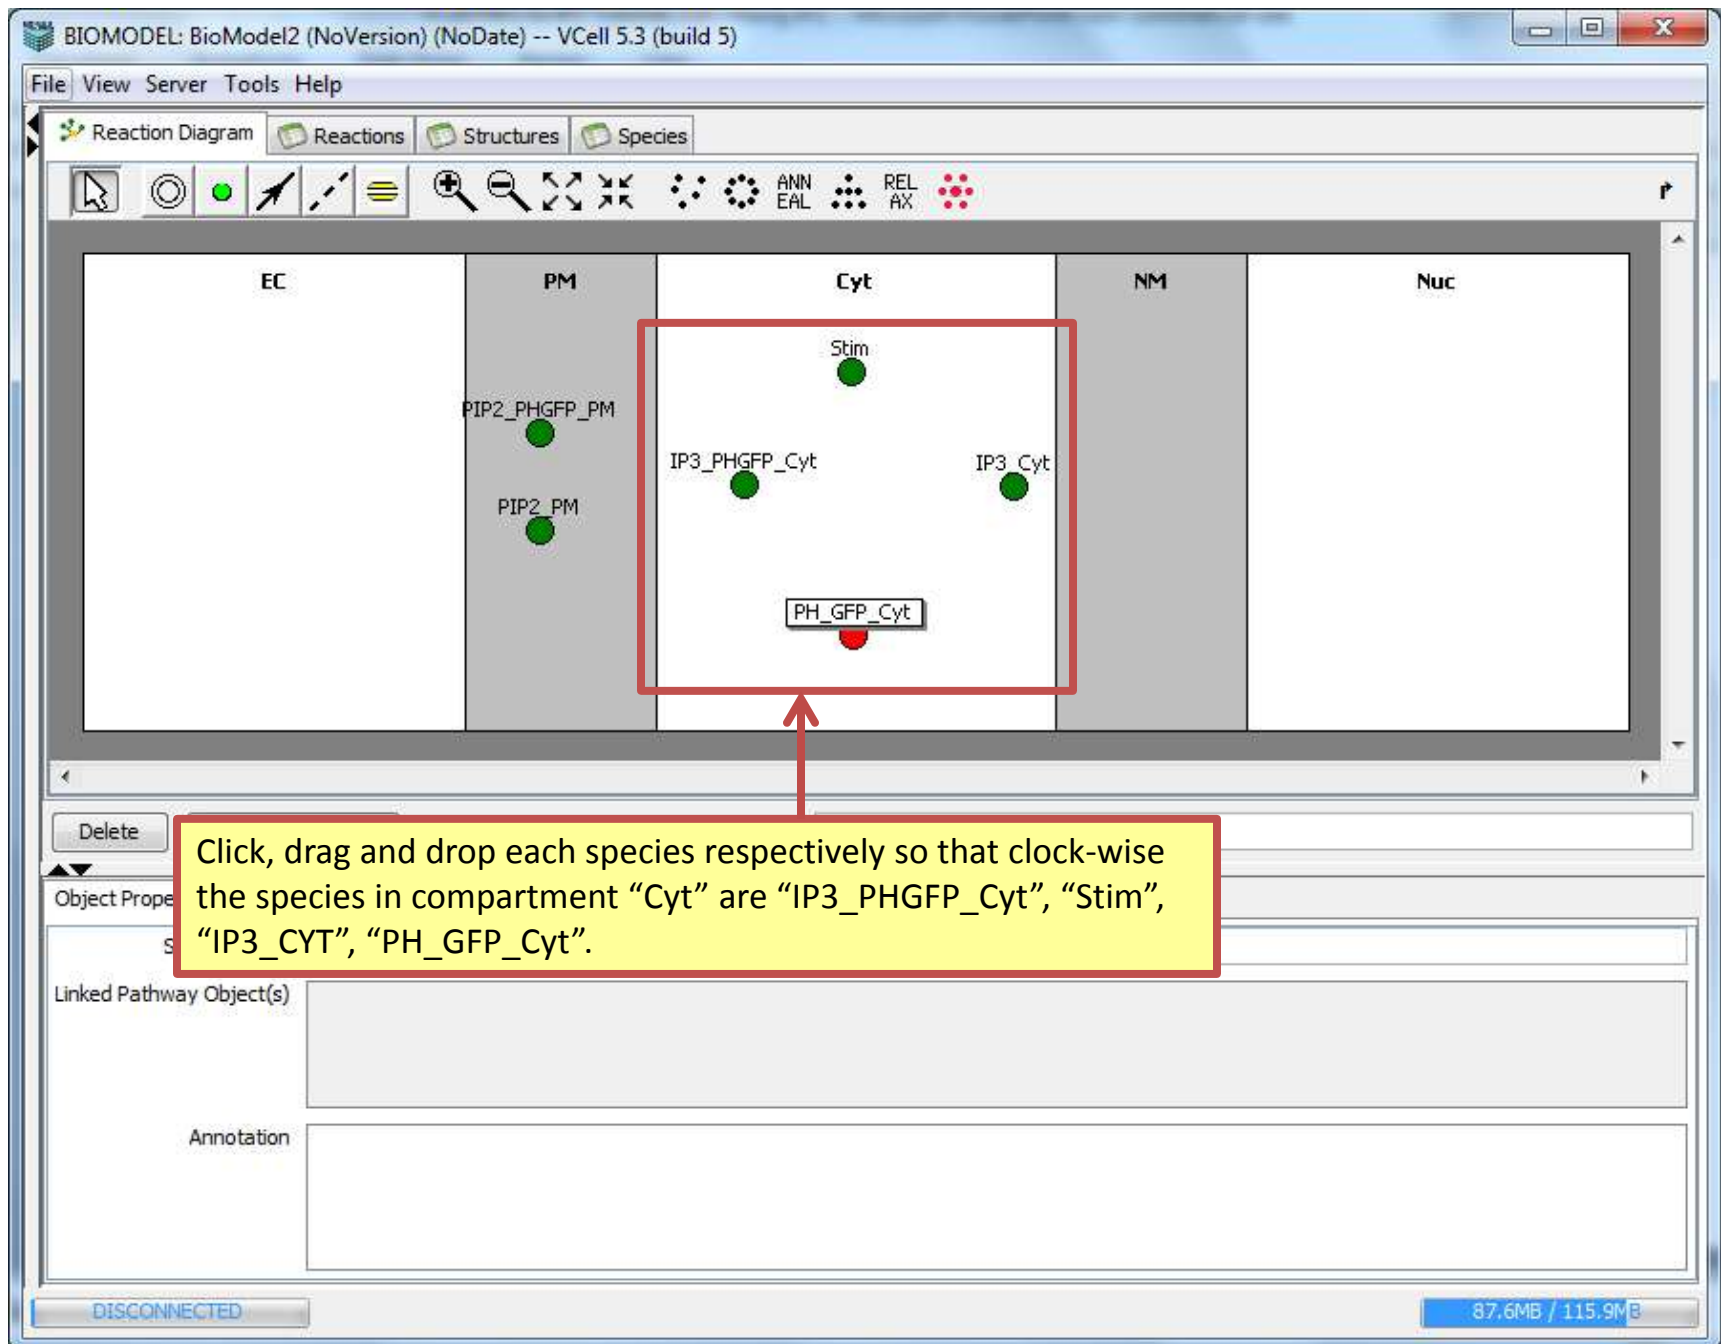 BIOMODEL: BioModel2 (NoVersion) (NoDate) -- VCell 5.3 (build 5)
File View Server Tools Help
Reaction Diagram Reactions Structures Species
ANN EAL REL AX
EC PM Cyt NM Nuc
Stim
PIP2_PHGFP_PM
IP3_PHGFP_Cyt IP3_Cyt
PIP2_PM
PH_GFP_Cyt
Delete
Click, drag and drop each species respectively so that clock-wise
the species in compartment “Cyt” are “IP3_PHGFP_Cyt”, “Stim”,
“IP3_CYT”, “PH_GFP_Cyt”.
Object Prope
S
Linked Pathway Object(s)
Annotation
DISCONNECTED 87.6MB / 115.9MB